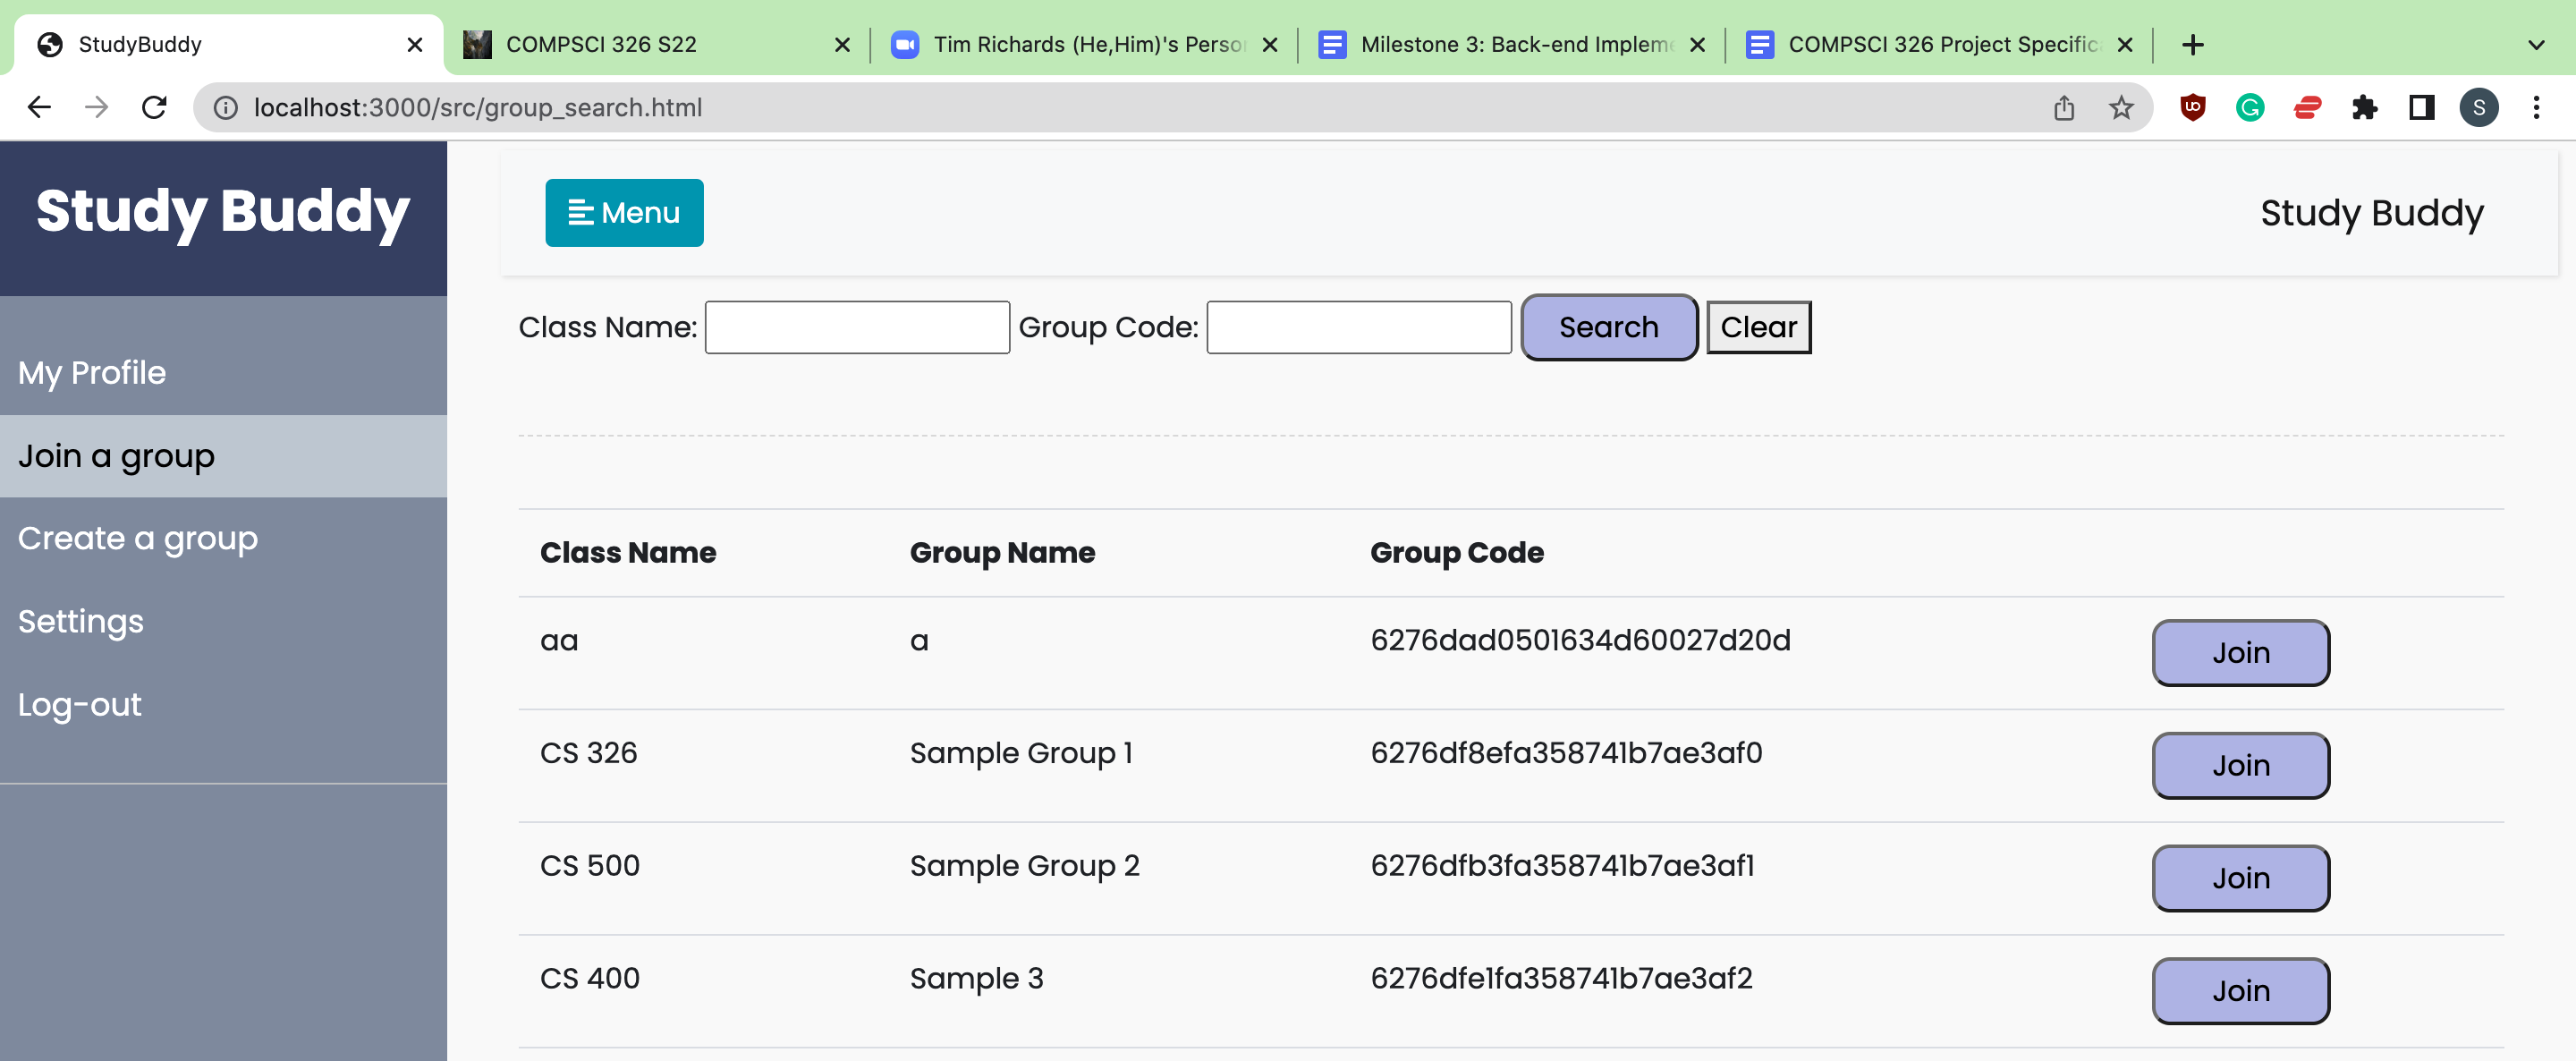 StudyBuddy
COMPSCI 326 S22
Tim Richards (He,Him)'s Perso
Milestone 3: Back-end Implem
COMPSCI 326 Project Specific
localhost:3000/src/group_search.html
S
Study Buddy
My Profile
Join a group
Create a group
Settings
Log-out
Menu
Study Buddy
Class Name: Group Code: Search Clear
Class Name Group Name Group Code
aa a 6276dad0501634d60027d20d Join
CS 326 Sample Group 1 6276df8efa358741b7ae3af0 Join
CS 500 Sample Group 2 6276dfb3fa358741b7ae3af1 Join
CS 400 Sample 3 6276dfe1fa358741b7ae3af2 Join